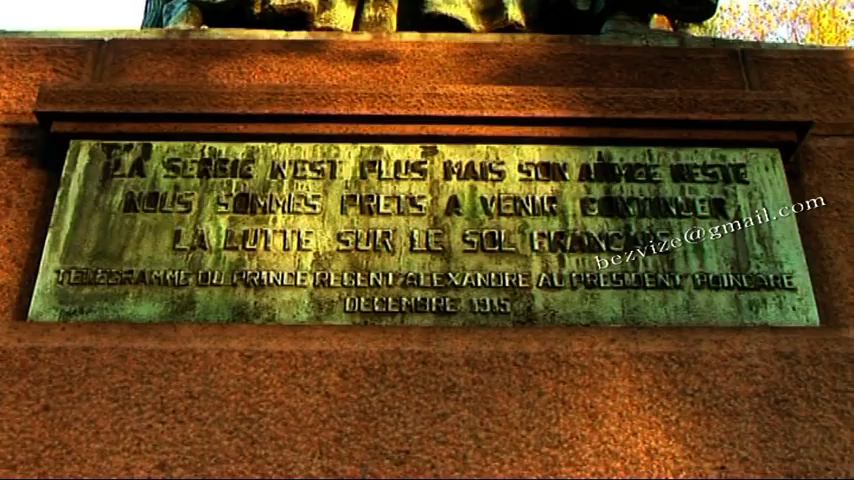 LA SERBIE N'EST PLUS MAIS SON ARMEE RESTE
NOUS SOMMES PRETS A VENIR CONTINUER
LA LUTTE SUR LE SOL FRANÇAIS
TELEGRAMME DU PRINCE REGENT ALEXANDRE AU PRESIDENT POINCARE
DECEMBRE 1915
bezvize@gmail.com